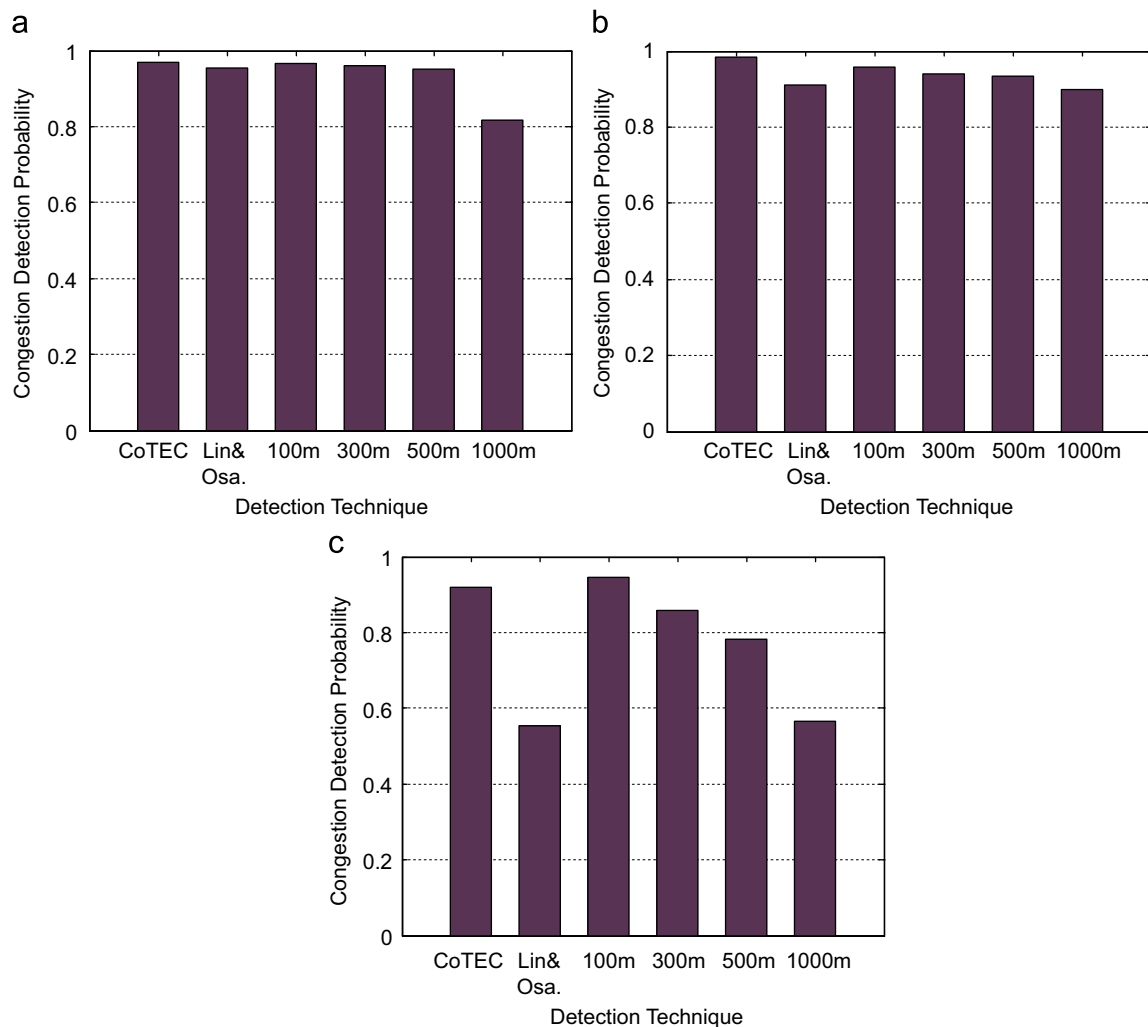 a
Congestion Detection Probability
1
0.8
0.6
0.4
0.2
0
CoTEC Lin& 100m 300m 500m 1000m
Osa.
Detection Technique
b
Congestion Detection Probability
1
0.8
0.6
0.4
0.2
0
CoTEC Lin& 100m 300m 500m 1000m
Osa.
Detection Technique
c
Congestion Detection Probability
1
0.8
0.6
0.4
0.2
0
CoTEC Lin& 100m 300m 500m 1000m
Osa.
Detection Technique